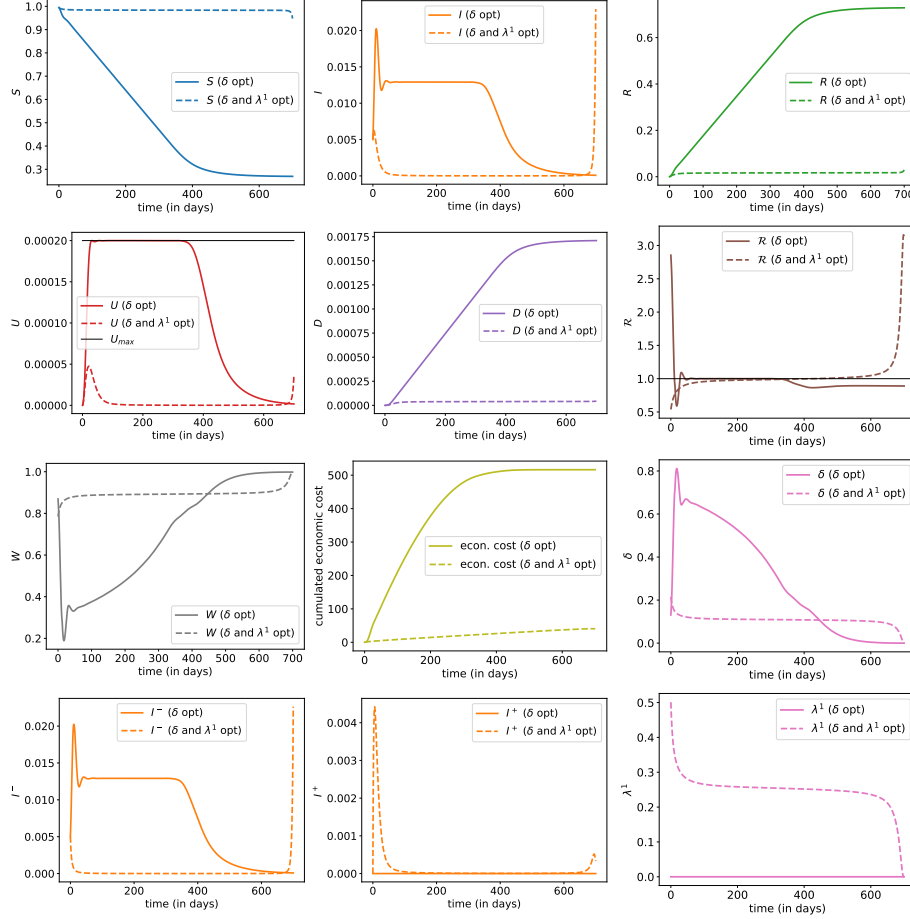 1.0
0.9
0.8
0.7
0.6
0.5
0.4
0.3
S
S (δ opt)
S (δ and λ¹ opt)
0 200 400 600
time (in days)
0.020
0.015
0.010
0.005
0.000
I
I (δ opt)
I (δ and λ¹ opt)
0 200 400 600
time (in days)
0.6
0.4
0.2
0.0
R
R (δ opt)
R (δ and λ¹ opt)
0 100 200 300 400 500 600 700
time (in days)
0.00020
0.00015
0.00010
0.00005
0.00000
U
U (δ opt)
U (δ and λ¹ opt)
Uₘₐₓ
0 200 400 600
time (in days)
0.00175
0.00150
0.00125
0.00100
0.00075
0.00050
0.00025
0.00000
D
D (δ opt)
D (δ and λ¹ opt)
0 200 400 600
time (in days)
3.0
2.5
2.0
1.5
1.0
0.5
ℛ
ℛ (δ opt)
ℛ (δ and λ¹ opt)
0 200 400 600
time (in days)
1.0
0.8
0.6
0.4
0.2
W
W (δ opt)
W (δ and λ¹ opt)
0 100 200 300 400 500 600 700
time (in days)
500
400
300
200
100
0
cumulated economic cost
econ. cost (δ opt)
econ. cost (δ and λ¹ opt)
0 200 400 600
time (in days)
0.8
0.6
0.4
0.2
0.0
δ
δ (δ opt)
δ (δ and λ¹ opt)
0 200 400 600
time (in days)
0.020
0.015
0.010
0.005
0.000
I⁻
I⁻ (δ opt)
I⁻ (δ and λ¹ opt)
0 200 400 600
time (in days)
0.004
0.003
0.002
0.001
0.000
I⁺
I⁺ (δ opt)
I⁺ (δ and λ¹ opt)
0 200 400 600
time (in days)
0.5
0.4
0.3
0.2
0.1
0.0
λ¹
λ¹ (δ opt)
λ¹ (δ and λ¹ opt)
0 200 400 600
time (in days)